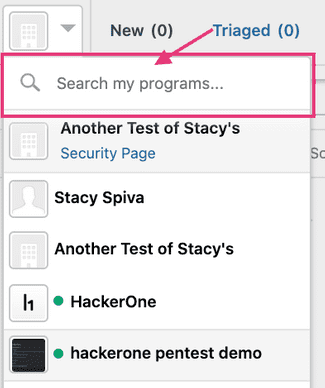 New (0) Triaged (0)
Search my programs...
Another Test of Stacy's
Security Page
Stacy Spiva
Another Test of Stacy's
l1 HackerOne
hackerone pentest demo